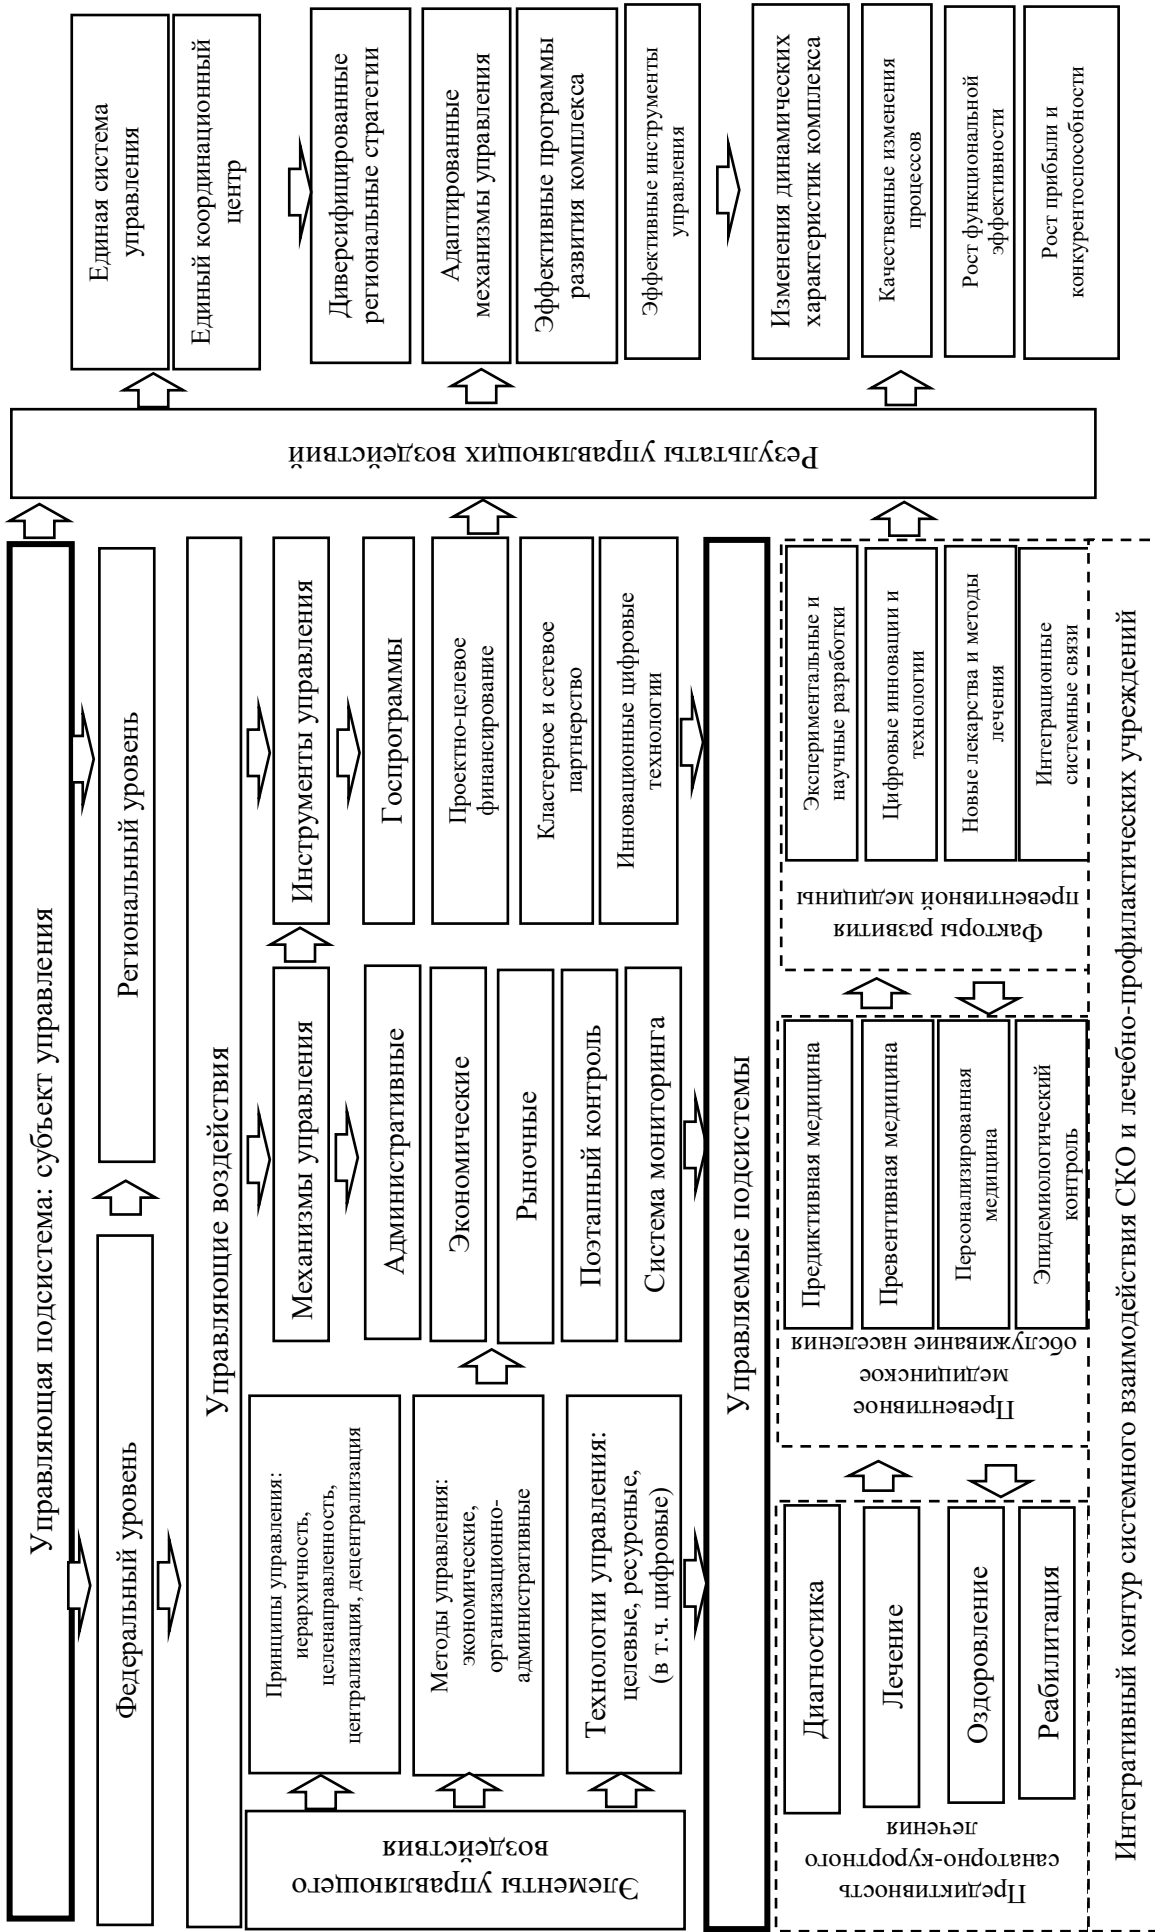 Управляющая подсистема: субъект управления
Федеральный уровень
Региональный уровень
Управляющие воздействия
Элементы управляющего
воздействия
Принципы управления:
иерархичность,
целенаправленность,
централизация, децентрализация
Методы управления:
экономические,
организационно-
административные
Технологии управления:
целевые, ресурсные,
(в т.ч. цифровые)
Механизмы управления
Административные
Экономические
Рыночные
Поэтапный контроль
Система мониторинга
Инструменты управления
Госпрограммы
Проектно-целевое
финансирование
Кластерное и сетевое
партнерство
Инновационные цифровые
технологии
Управляемые подсистемы
Предиктивность
санаторно-курортного
лечения
Диагностика
Лечение
Оздоровление
Реабилитация
Превентивное
медицинское
обслуживание населения
Предиктивная медицина
Превентивная медицина
Персонализированная
медицина
Эпидемиологический
контроль
Факторы развития
превентивной медицины
Экспериментальные и
научные разработки
Цифровые инновации и
технологии
Новые лекарства и методы
лечения
Интеграционные
системные связи
Интегративный контур системного взаимодействия СКО и лечебно-профилактических учреждений
Результаты управляющих воздействий
Единая система
управления
Единый координационный
центр
Диверсифицированные
региональные стратегии
Адаптированные
механизмы управления
Эффективные программы
развития комплекса
Эффективные инструменты
управления
Изменения динамических
характеристик комплекса
Качественные изменения
процессов
Рост функциональной
эффективности
Рост прибыли и
конкурентоспособности